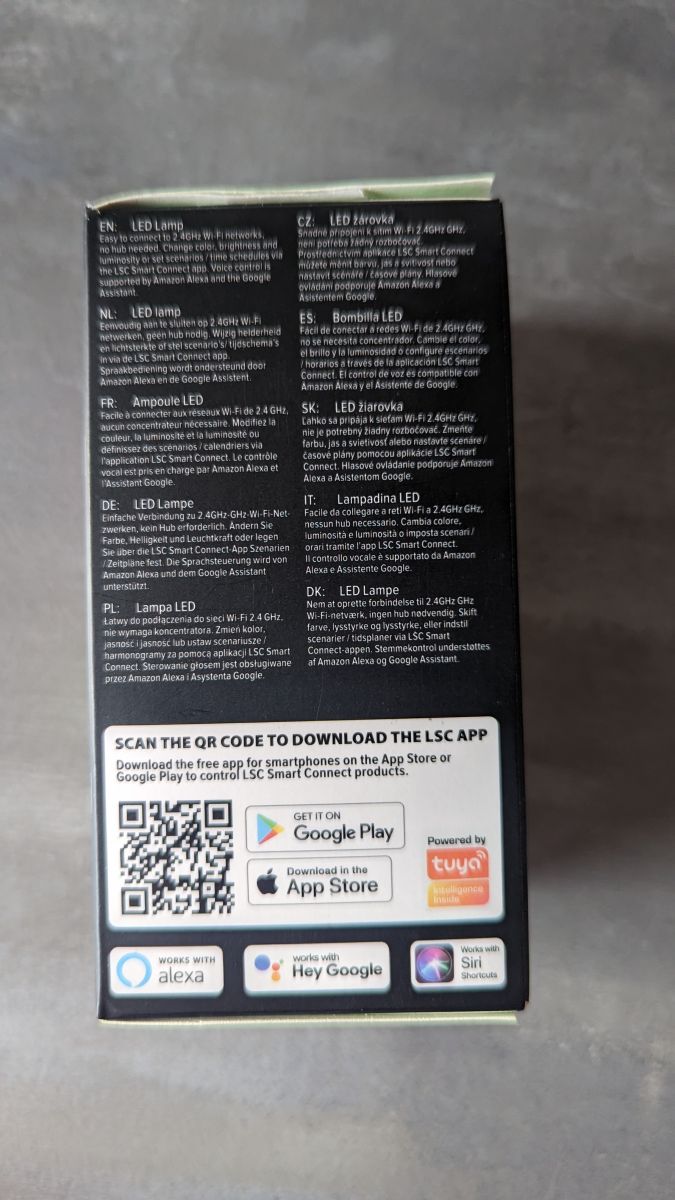 EN: LED Lamp
Easy to connect to 2.4GHz Wi-Fi networks,
no hub needed. Change color, brightness and
luminosity or set scenarios / time schedules via
the LSC Smart Connect app. Voice control is
supported by Amazon Alexa and the Google
Assistant.
NL: LED lamp
Eenvoudig aan te sluiten op 2.4GHz Wi-Fi
netwerken, geen hub nodig. Wijzig helderheid
en lichtsterkte of stel scenario's/ tijdschema's
in via de LSC Smart Connect app.
Spraakbediening wordt ondersteund door
Amazon Alexa en de Google Assistent.
FR: Ampoule LED
Facile à connecter aux réseaux Wi-Fi de 2.4 GHz,
aucun concentrateur nécessaire. Modifiez la
couleur, la luminosite et la luminosité ou
définissez des scénarios / calendriers via
l'application LSC Smart Connect. Le contrôle
vocal est pris en charge par Amazon Alexa et
l'Assistant Google.
DE: LED Lampe
Einfache Verbindung zu 2.4GHz-GHz-Wi-Fi-Net-
zwerken, kein Hub erforderlich. Ändern Sie
Farbe, Helligkeit und Leuchtkraft oder legen
Sie über die LSC Smart Connect-App Szenarien
/ Zeitpläne fest. Die Sprachsteuerung wird von
Amazon Alexa und dem Google Assistant
unterstützt.
PL: Lampa LED
Łatwy do podłączenia do sieci Wi-Fi 2.4 GHz,
nie wymaga koncentratora. Zmień kolor,
jasność i jasność lub ustaw scenariusze /
harmonogramy za pomocą aplikacji LSC Smart
Connect. Sterowanie głosem jest obsługiwane
przez Amazon Alexa i Asystenta Google.
CZ: LED žárovka
Snadné připojení k sítím Wi-Fi 2.4GHz GHz,
není potřeba žádný rozbočovač.
Prostřednictvím aplikace LSC Smart Connect
můžete měnit barvu, jas a svítivost nebo
nastavit scénáře / časové plány. Hlasové
ovládání podporuje Amazon Alexa a
Asistentem Google.
ES: Bombilla LED
Fácil de conectar a redes Wi-Fi de 2.4GHz GHz,
no se necesita concentrador. Cambie el color,
el brillo y la luminosidad o configure escenarios
/ horarios a través de la aplicación LSC Smart
Connect. El control de voz es compatible con
Amazon Alexa y el Asistente de Google.
SK: LED žiarovka
Ľahko sa pripája k sieťam Wi-Fi 2.4GHz GHz,
nie je potrebný žiadny rozbočovač. Zmeňte
farbu, jas a svietivosť alebo nastavte scenáre /
časové plány pomocou aplikácie LSC Smart
Connect. Hlasové ovládanie podporuje Amazon
Alexa a Asistentom Google.
IT: Lampadina LED
Facile da collegare a reti Wi-Fi a 2.4GHz GHz,
nessun hub necessario. Cambia colore,
luminosità e luminosità o imposta scenari /
orari tramite l'app LSC Smart Connect.
Il controllo vocale è supportato da Amazon
Alexa e Assistente Google.
DK: LED Lampe
Nem at oprette forbindelse til 2.4GHz GHz
Wi-Fi-netværk, ingen hub nødvendig. Skift
farve, lysstyrke og lysstyrke, eller indstil
scenarier / tidsplaner via LSC Smart
Connect-appen. Stemmekontrol understøttes
af Amazon Alexa og Google Assistant.
SCAN THE QR CODE TO DOWNLOAD THE LSC APP
Download the free app for smartphones on the App Store or
Google Play to control LSC Smart Connect products.
GET IT ON
Google Play
Download in the
App Store
Powered by
tuya
Intelligence
Inside
WORKS WITH
alexa
works with
Hey Google
Works with
Siri
Shortcuts